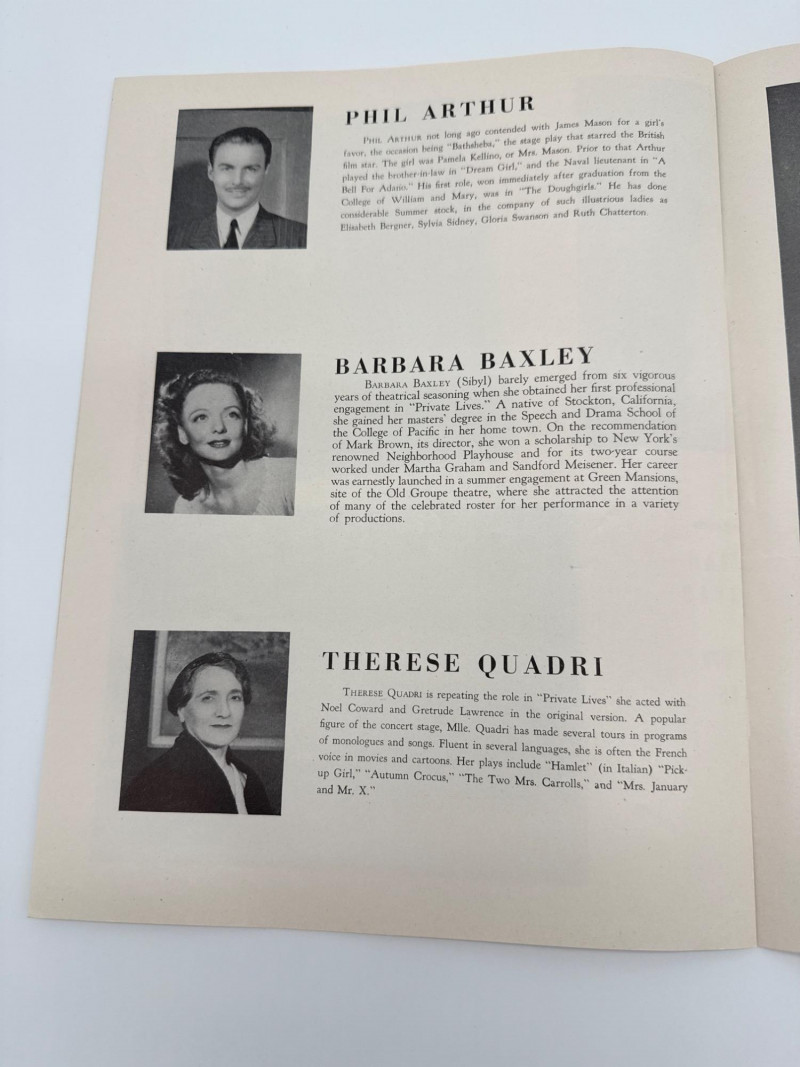 PHIL ARTHUR
PHIL ARTHUR not long ago contended with James Mason for a girl's
favor, the occasion being "Bathsheba," the stage play that starred the British
film star. The girl was Pamela Kellino, or Mrs. Mason. Prior to that Arthur
played the brother-in-law in "Dream Girl," and the Naval lieutenant in "A
Bell For Adano." His first role, won immediately after graduation from the
College of William and Mary, was in "The Doughgirls." He has done
considerable Summer stock, in the company of such illustrious ladies as
Elisabeth Bergner, Sylvia Sidney, Gloria Swanson and Ruth Chatterton.
BARBARA BAXLEY
BARBARA BAXLEY (Sibyl) barely emerged from six vigorous
years of theatrical seasoning when she obtained her first professional
engagement in "Private Lives." A native of Stockton, California,
she gained her masters' degree in the Speech and Drama School of
the College of Pacific in her home town. On the recommendation
of Mark Brown, its director, she won a scholarship to New York's
renowned Neighborhood Playhouse and for its two-year course
worked under Martha Graham and Sandford Meisener. Her career
was earnestly launched in a summer engagement at Green Mansions,
site of the Old Groupe theatre, where she attracted the attention
of many of the celebrated roster for her performance in a variety
of productions.
THERESE QUADRI
THERESE QUADRI is repeating the role in "Private Lives" she acted with
Noel Coward and Gretrude Lawrence in the original version. A popular
figure of the concert stage, Mlle. Quadri has made several tours in programs
of monologues and songs. Fluent in several languages, she is often the French
voice in movies and cartoons. Her plays include "Hamlet" (in Italian) "Pick-
up Girl," "Autumn Crocus," "The Two Mrs. Carrolls," and "Mrs. January
and Mr. X."